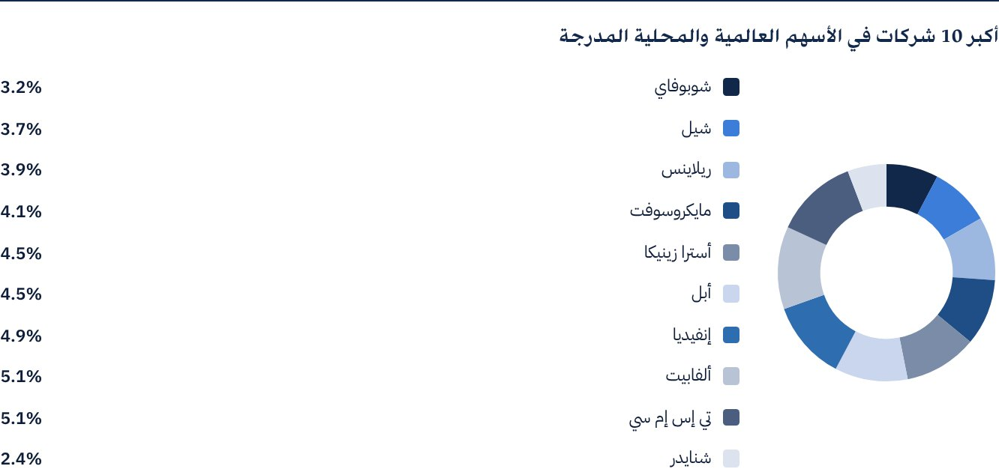 أكبر 10 شركات في الأسهم العالمية والمحلية المدرجة
شوبوفاي 3.2%
شيل 3.7%
ريلاينس 3.9%
مايكروسوفت 4.1%
أسترا زينيكا 4.5%
أبل 4.5%
إنفيديا 4.9%
ألفابيت 5.1%
تي إس إم سي 5.1%
شنايدر 2.4%